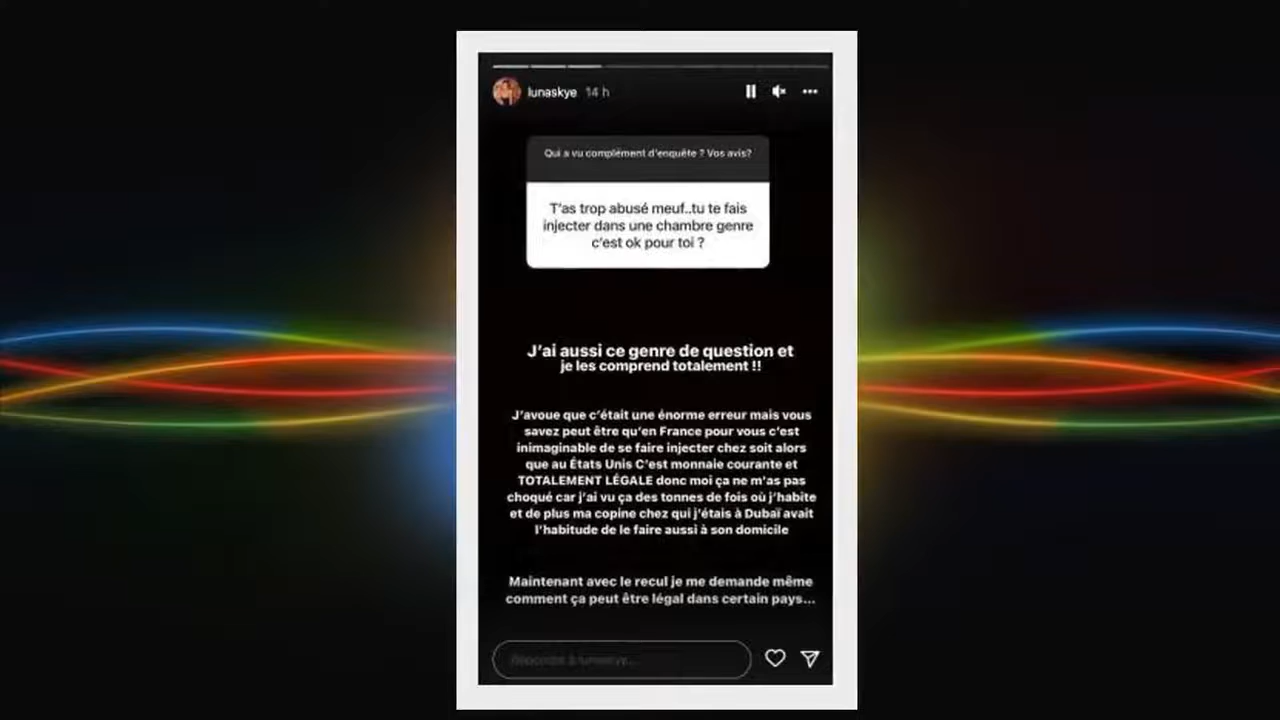 lunaskye 14 h
Qui a vu complément d'enquête ? Vos avis?
T'as trop abusé meuf..tu te fais
injecter dans une chambre genre
c'est ok pour toi ?
J'ai aussi ce genre de question et
je les comprend totalement !!
J'avoue que c'était une énorme erreur mais vous
savez peut être qu'en France pour vous c'est
inimaginable de se faire injecter chez soit alors
que au États Unis C'est monnaie courante et
TOTALEMENT LÉGALE donc moi ça ne m'as pas
choqué car j'ai vu ça des tonnes de fois où j'habite
et de plus ma copine chez qui j'étais à Dubaï avait
l'habitude de le faire aussi à son domicile
Maintenant avec le recul je me demande même
comment ça peut être légal dans certain pays...
Répondre à lunaskye...